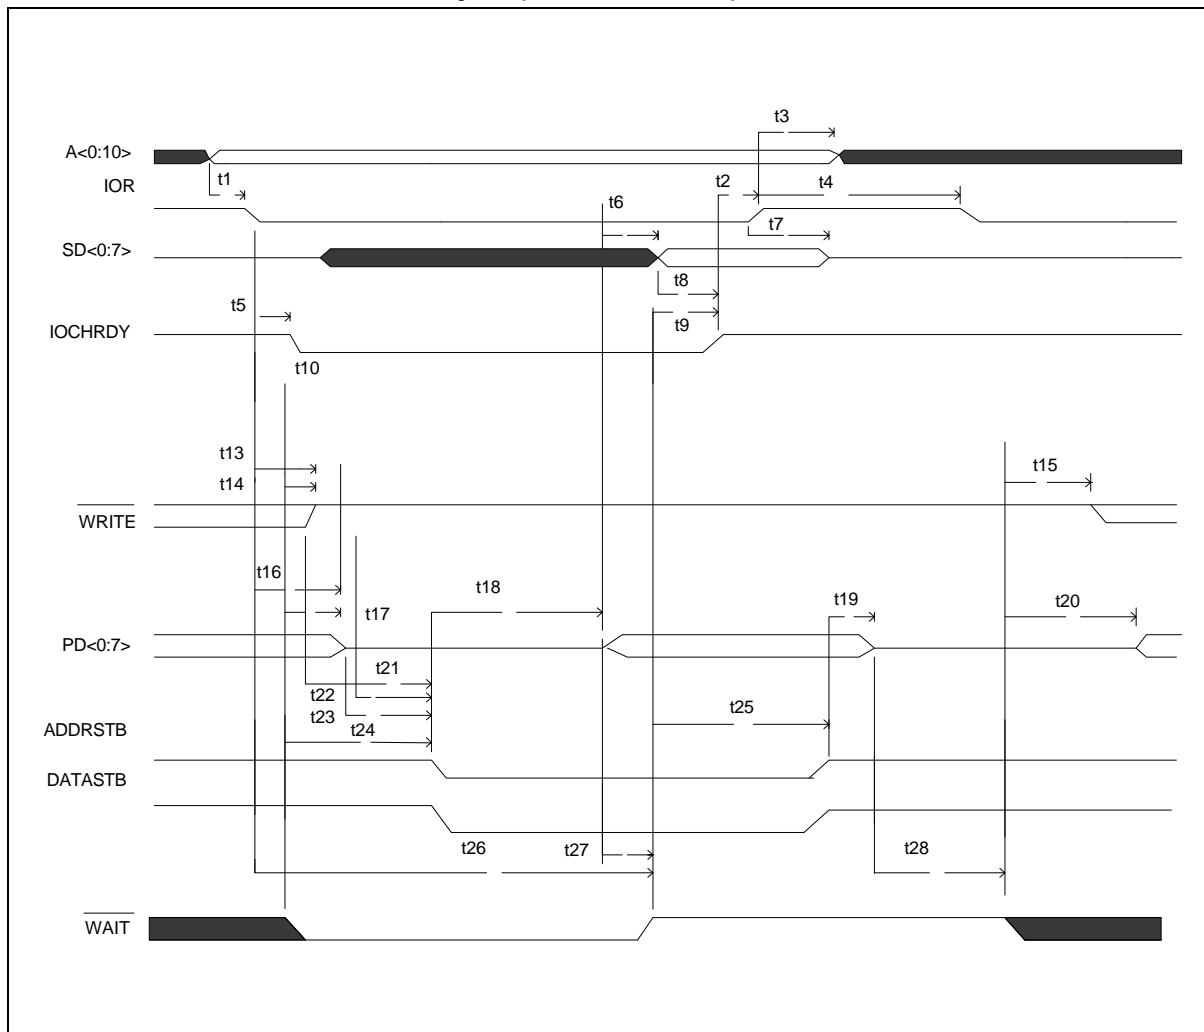 t3
A<0:10>
IOR
t1
t2
t4
t6
t7
SD<0:7>
t8
t5
t9
IOCHRDY
t10
t13
t14
t15
WRITE
t16
t17
t18
t19
t20
PD<0:7>
t21
t22
t23
t24
t25
ADDRSTB
DATASTB
t26
t27
t28
WAIT